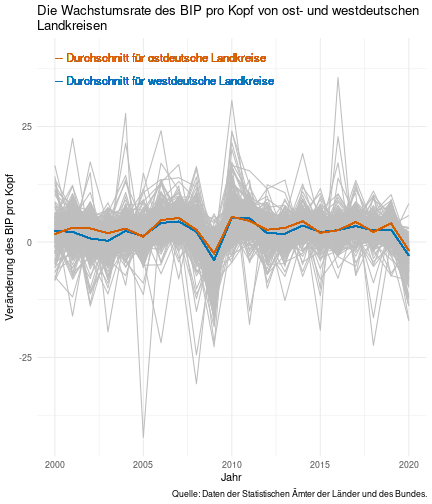 Die Wachstumsrate des BIP pro Kopf von ost- und westdeutschen
Landkreisen
-- Durchschnitt für ostdeutsche Landkreise
-- Durchschnitt für westdeutsche Landkreise
Veränderung des BIP pro Kopf
25
0
-25
2000
2005
2010
2015
2020
Jahr
Quelle: Daten der Statistischen Ämter der Länder und des Bundes.